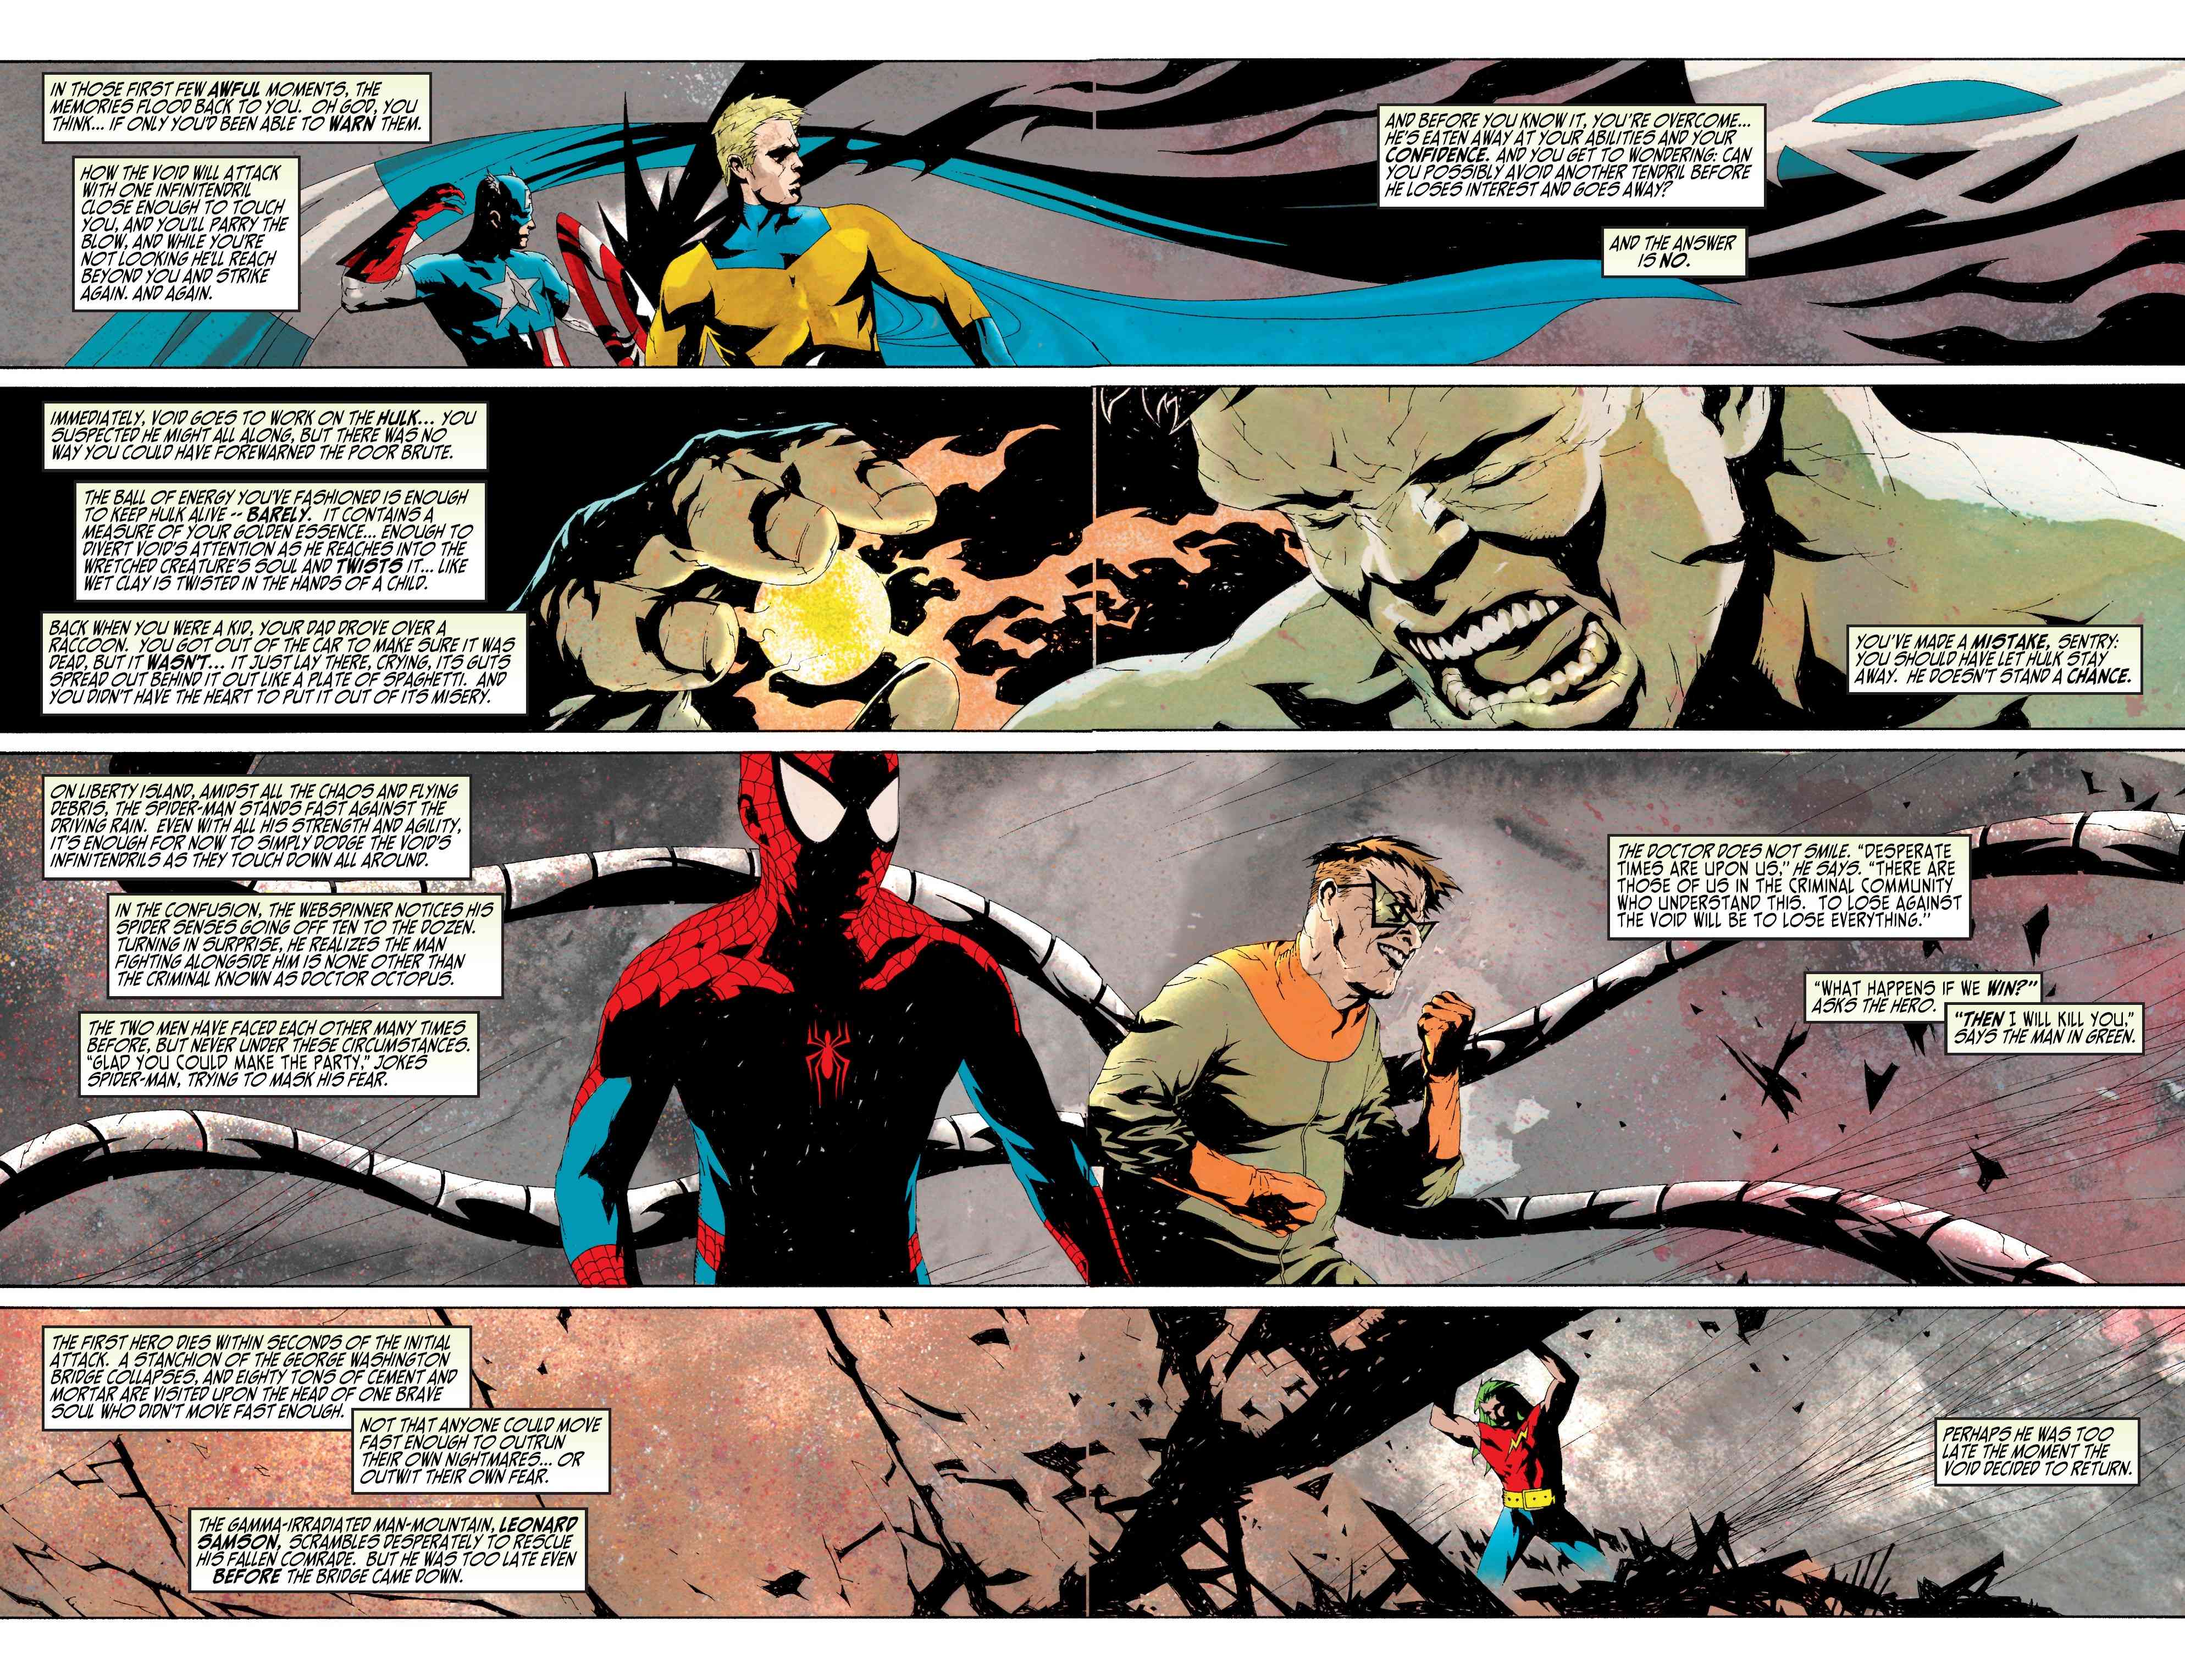 IN THOSE FIRST FEW AWFUL MOMENTS, THE
MEMORIES FLOOD BACK TO YOU. OH GOD, YOU
THINK... IF ONLY YOU'D BEEN ABLE TO WARN THEM.
HOW THE VOID WILL ATTACK
WITH ONE INFINITENDRIL
CLOSE ENOUGH TO TOUCH
YOU, AND YOU'LL PARRY THE
BLOW, AND WHILE YOU'RE
NOT LOOKING HE'LL REACH
BEYOND YOU AND STRIKE
AGAIN. AND AGAIN.
AND BEFORE YOU KNOW IT, YOU'RE OVERCOME...
HE'S EATEN AWAY AT YOUR ABILITIES AND YOUR
CONFIDENCE. AND YOU GET TO WONDERING: CAN
YOU POSSIBLY AVOID ANOTHER TENDRIL BEFORE
HE LOSES INTEREST AND GOES AWAY?
AND THE ANSWER
IS NO.
IMMEDIATELY, VOID GOES TO WORK ON THE HULK... YOU
SUSPECTED HE MIGHT ALL ALONG, BUT THERE WAS NO
WAY YOU COULD HAVE FOREWARNED THE POOR BRUTE.
THE BALL OF ENERGY YOU'VE FASHIONED IS ENOUGH
TO KEEP HULK ALIVE -- BARELY. IT CONTAINS A
MEASURE OF YOUR GOLDEN ESSENCE... ENOUGH TO
DIVERT VOID'S ATTENTION AS HE REACHES INTO THE
WRETCHED CREATURE'S SOUL AND TWISTS IT... LIKE
WET CLAY IS TWISTED IN THE HANDS OF A CHILD.
BACK WHEN YOU WERE A KID, YOUR DAD DROVE OVER A
RACCOON. YOU GOT OUT OF THE CAR TO MAKE SURE IT WAS
DEAD, BUT IT WASN'T... IT JUST LAY THERE, CRYING, ITS GUTS
SPREAD OUT BEHIND IT OUT LIKE A PLATE OF SPAGHETTI. AND
YOU DIDN'T HAVE THE HEART TO PUT IT OUT OF ITS MISERY.
YOU'VE MADE A MISTAKE, SENTRY:
YOU SHOULD HAVE LET HULK STAY
AWAY. HE DOESN'T STAND A CHANCE.
ON LIBERTY ISLAND, AMIDST ALL THE CHAOS AND FLYING
DEBRIS, THE SPIDER-MAN STANDS FAST AGAINST THE
DRIVING RAIN. EVEN WITH ALL HIS STRENGTH AND AGILITY,
IT'S ENOUGH FOR NOW TO SIMPLY DODGE THE VOID'S
INFINITENDRILS AS THEY TOUCH DOWN ALL AROUND.
IN THE CONFUSION, THE WEBSPINNER NOTICES HIS
SPIDER SENSES GOING OFF TEN TO THE DOZEN.
TURNING IN SURPRISE, HE REALIZES THE MAN
FIGHTING ALONGSIDE HIM IS NONE OTHER THAN
THE CRIMINAL KNOWN AS DOCTOR OCTOPUS.
THE TWO MEN HAVE FACED EACH OTHER MANY TIMES
BEFORE, BUT NEVER UNDER THESE CIRCUMSTANCES.
"GLAD YOU COULD MAKE THE PARTY," JOKES
SPIDER-MAN, TRYING TO MASK HIS FEAR.
THE DOCTOR DOES NOT SMILE. "DESPERATE
TIMES ARE UPON US," HE SAYS. "THERE ARE
THOSE OF US IN THE CRIMINAL COMMUNITY
WHO UNDERSTAND THIS. TO LOSE AGAINST
THE VOID WILL BE TO LOSE EVERYTHING."
"WHAT HAPPENS IF WE WIN?"
ASKS THE HERO.
"THEN I WILL KILL YOU,"
SAYS THE MAN IN GREEN.
THE FIRST HERO DIES WITHIN SECONDS OF THE INITIAL
ATTACK. A STANCHION OF THE GEORGE WASHINGTON
BRIDGE COLLAPSES, AND EIGHTY TONS OF CEMENT AND
MORTAR ARE VISITED UPON THE HEAD OF ONE BRAVE
SOUL WHO DIDN'T MOVE FAST ENOUGH.
NOT THAT ANYONE COULD MOVE
FAST ENOUGH TO OUTRUN
THEIR OWN NIGHTMARES... OR
OUTWIT THEIR OWN FEAR.
THE GAMMA-IRRADIATED MAN-MOUNTAIN, LEONARD
SAMSON, SCRAMBLES DESPERATELY TO RESCUE
HIS FALLEN COMRADE. BUT HE WAS TOO LATE EVEN
BEFORE THE BRIDGE CAME DOWN.
PERHAPS HE WAS TOO
LATE THE MOMENT THE
VOID DECIDED TO RETURN.